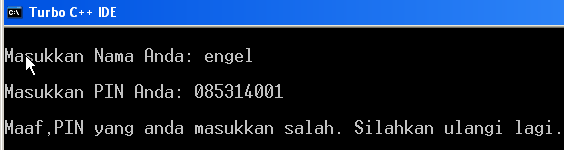 Turbo C++ IDE
Masukkan Nama Anda: engel
Masukkan PIN Anda: 085314001
Maaf,PIN yang anda masukkan salah. Silahkan ulangi lagi.